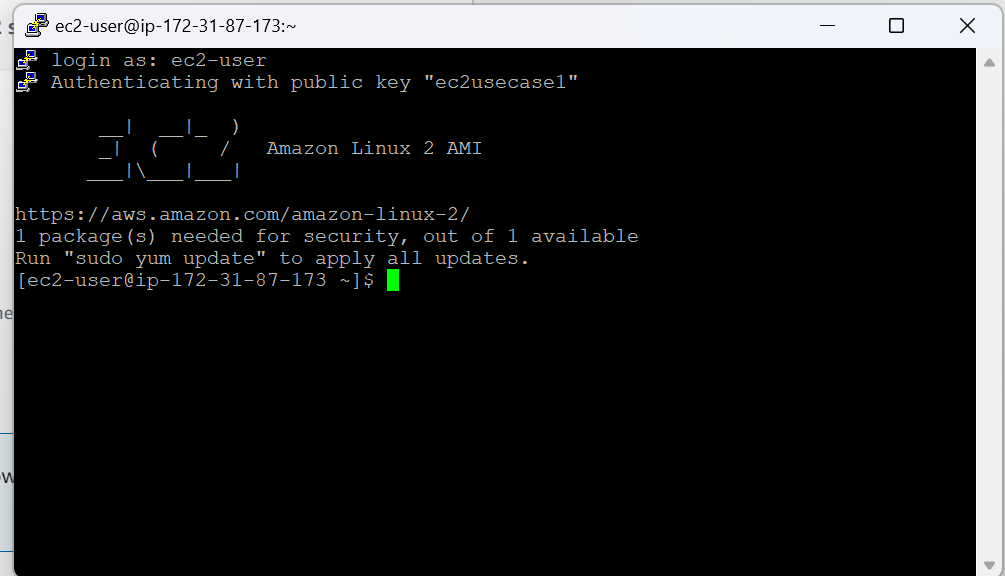 ec2-user@ip-172-31-87-173:~
login as: ec2-user
Authenticating with public key "ec2usecase1"
       __|  __|_  )
       _|  (     /   Amazon Linux 2 AMI
      ___|\___|___|
https://aws.amazon.com/amazon-linux-2/
1 package(s) needed for security, out of 1 available
Run "sudo yum update" to apply all updates.
[ec2-user@ip-172-31-87-173 ~]$